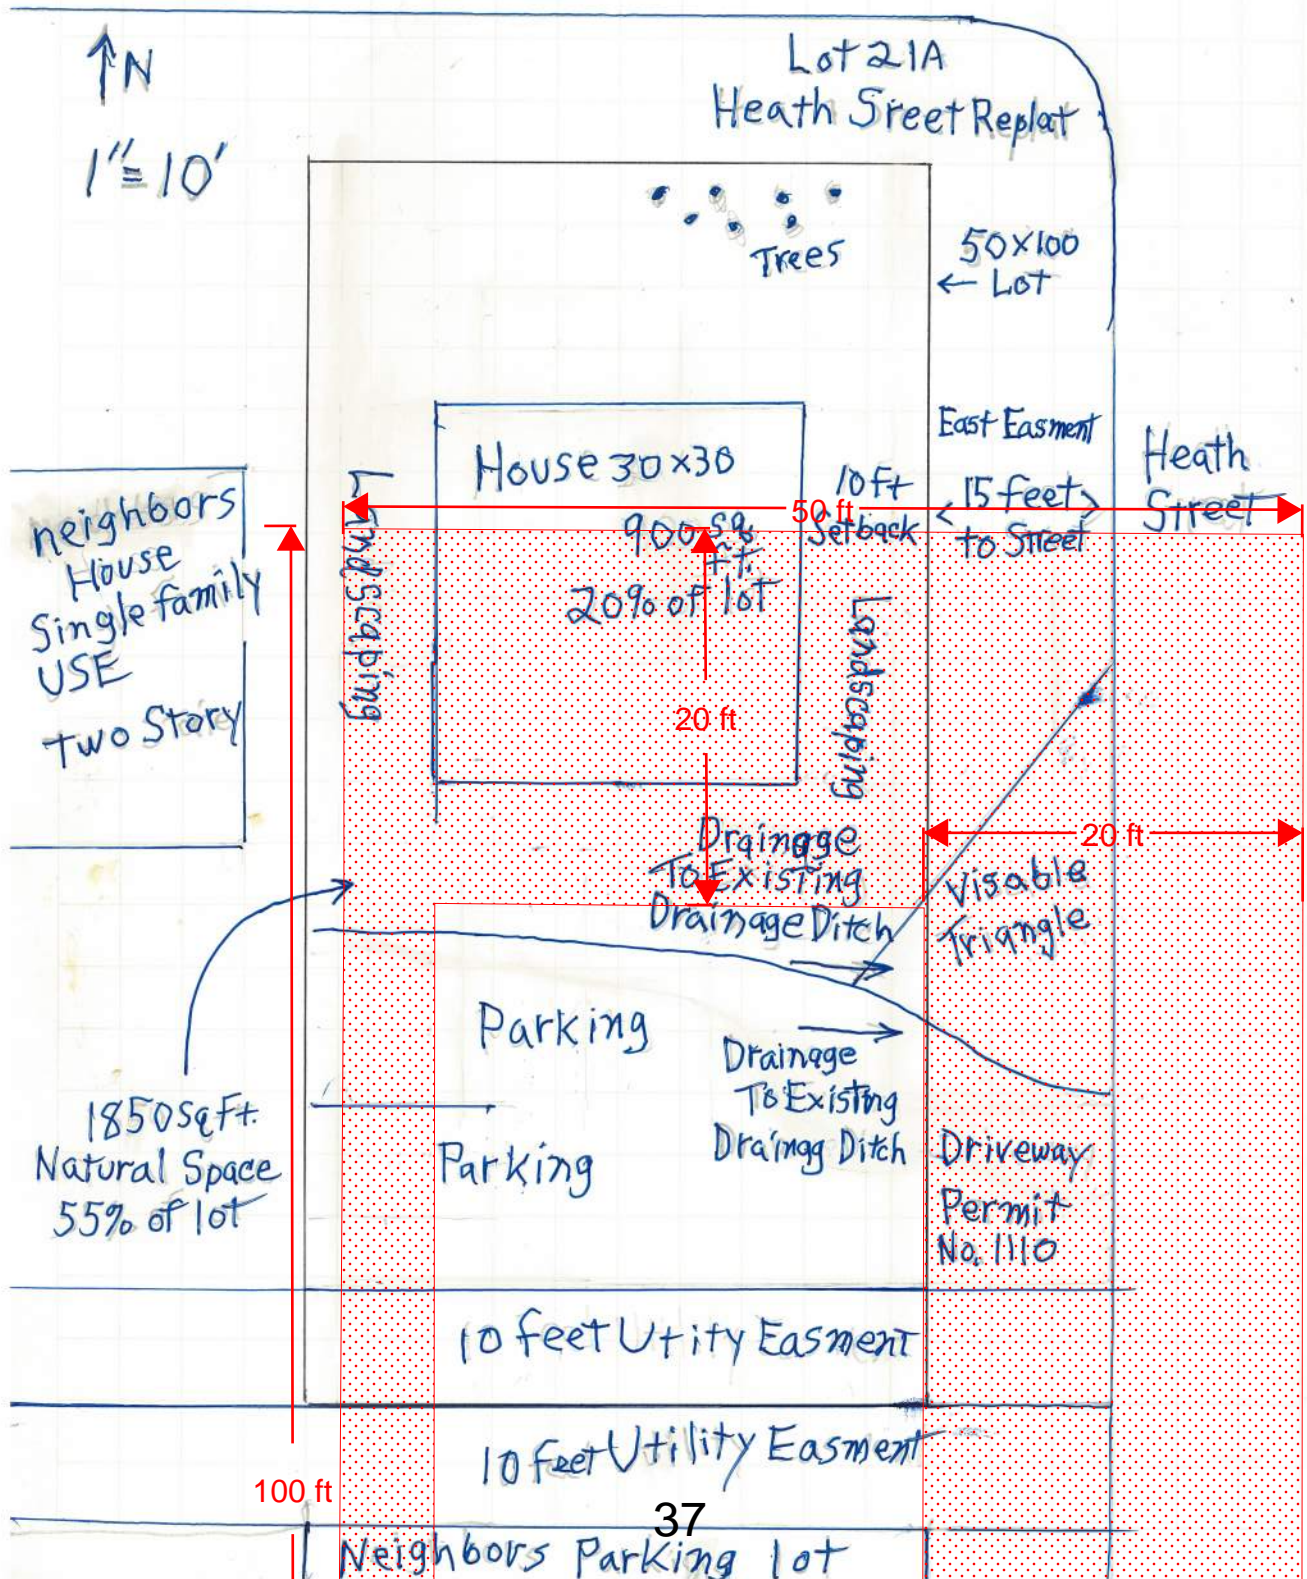 N
1"=10'
Lot 21A
Heath Sreet Replat
Trees
50x100
← Lot
East Easment
15 feet
to Street
Heath
Street
House 30x30
900 sq.
ft.
20% of lot
10 ft
Setback
50 ft
Landscaping
Landscaping
neighbors
House
Single family
USE
Two Story
20 ft
20 ft
Drainage
To Existing
Drainage Ditch
Visable
Triangle
Parking
Drainage
To Existing
Drainag Ditch
Parking
1850 sq Ft.
Natural Space
55% of lot
Driveway
Permit
No. 1110
10 feet Utity Easment
10 feet Utility Easment
100 ft
37
Neighbors Parking lot